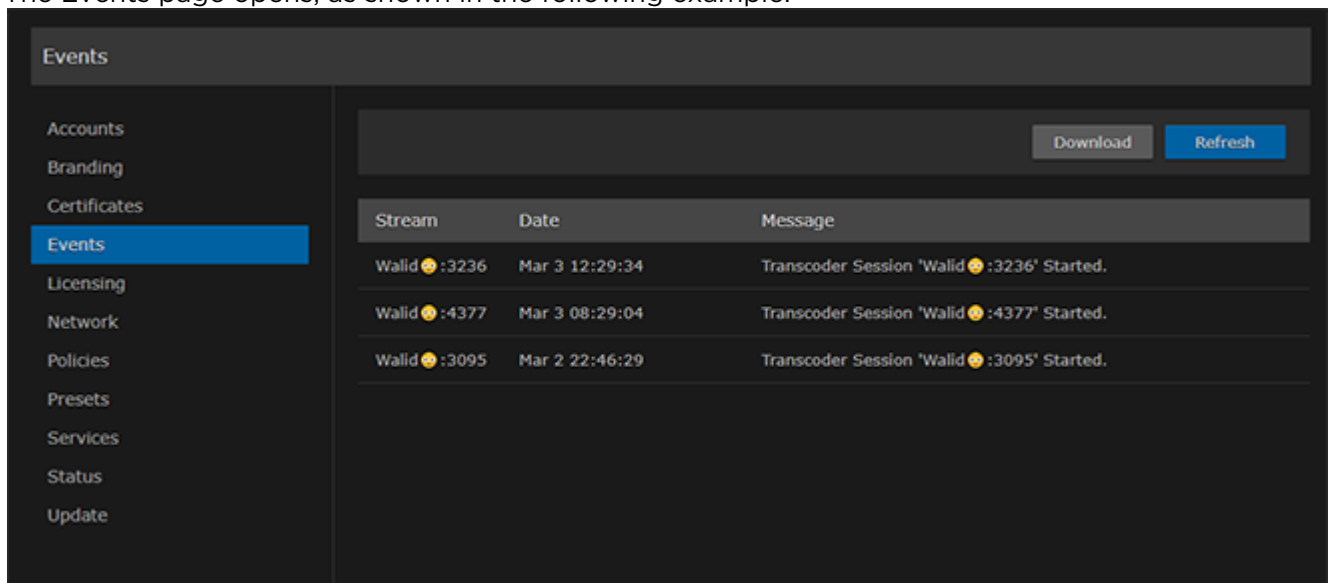 The Events page opens, as shown in the following example.
Events
Accounts
Branding
Certificates
Events
Licensing
Network
Policies
Presets
Services
Status
Update
Download Refresh
Stream Date Message
Walid😳:3236 Mar 3 12:29:34 Transcoder Session 'Walid😳:3236' Started.
Walid😳:4377 Mar 3 08:29:04 Transcoder Session 'Walid😳:4377' Started.
Walid😳:3095 Mar 2 22:46:29 Transcoder Session 'Walid😳:3095' Started.